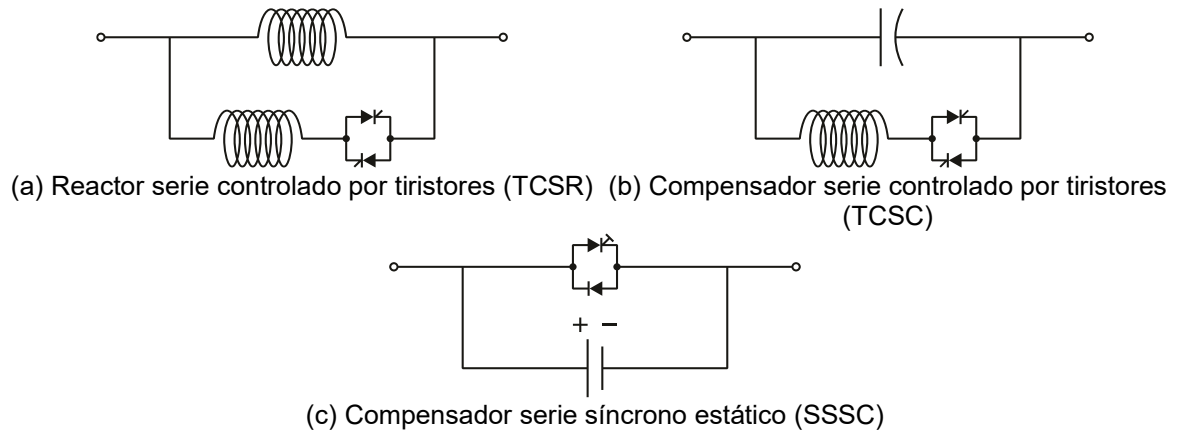 (a) Reactor serie controlado por tiristores (TCSR)
(b) Compensador serie controlado por tiristores
(TCSC)
+ −
(c) Compensador serie síncrono estático (SSSC)